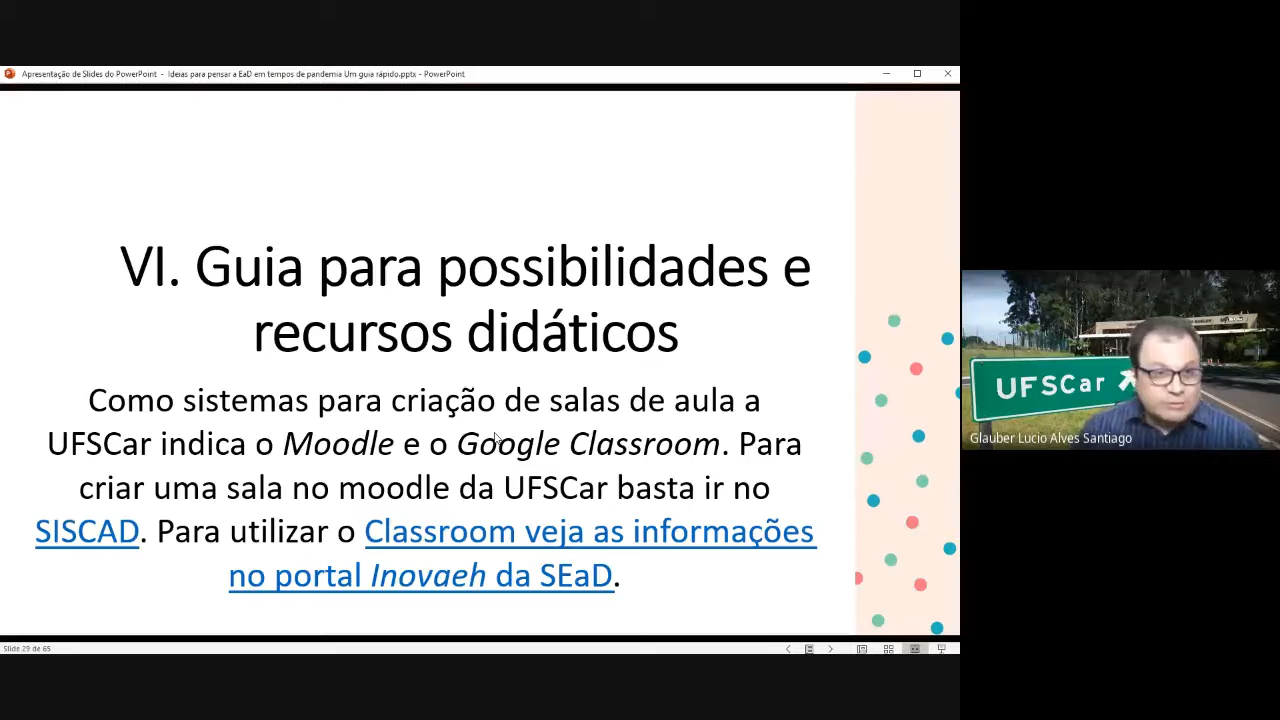 Apresentação de Slides do PowerPoint - Ideias para pensar a EaD em tempos de pandemia Um guia rápido.pptx - PowerPoint
VI. Guia para possibilidades e
recursos didáticos
Como sistemas para criação de salas de aula a
UFSCar indica o Moodle e o Google Classroom. Para
criar uma sala no moodle da UFSCar basta ir no
SISCAD. Para utilizar o Classroom veja as informações
no portal Inovaeh da SEaD.
UFSCar
Glauber Lucio Alves Santiago
Slide 29 de 65